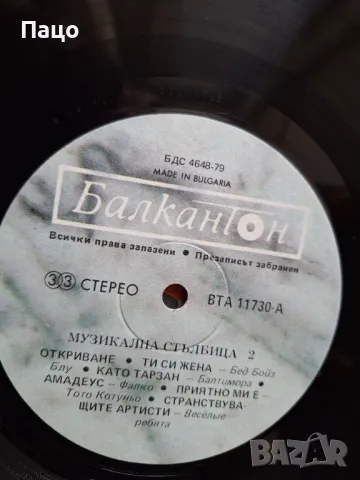 Пацо
БДС 4648-79
MADE IN BULGARIA
Балкантон
Всички права запазени • Презаписът забранен
33 СТЕРЕО
ВТА 11730-А
МУЗИКАЛНА СТЪЛБИЦА 2
ОТКРИВАНЕ • ТИ СИ ЖЕНА – Бед Бойз
Блу • КАТО ТАРЗАН – Балтимора •
АМАДЕУС – Фалко • ПРИЯТНО МИ Е –
Тото Котуньо • СТРАНСТВУВА-
ЩИТЕ АРТИСТИ – Весёлые
ребята
BAZAR